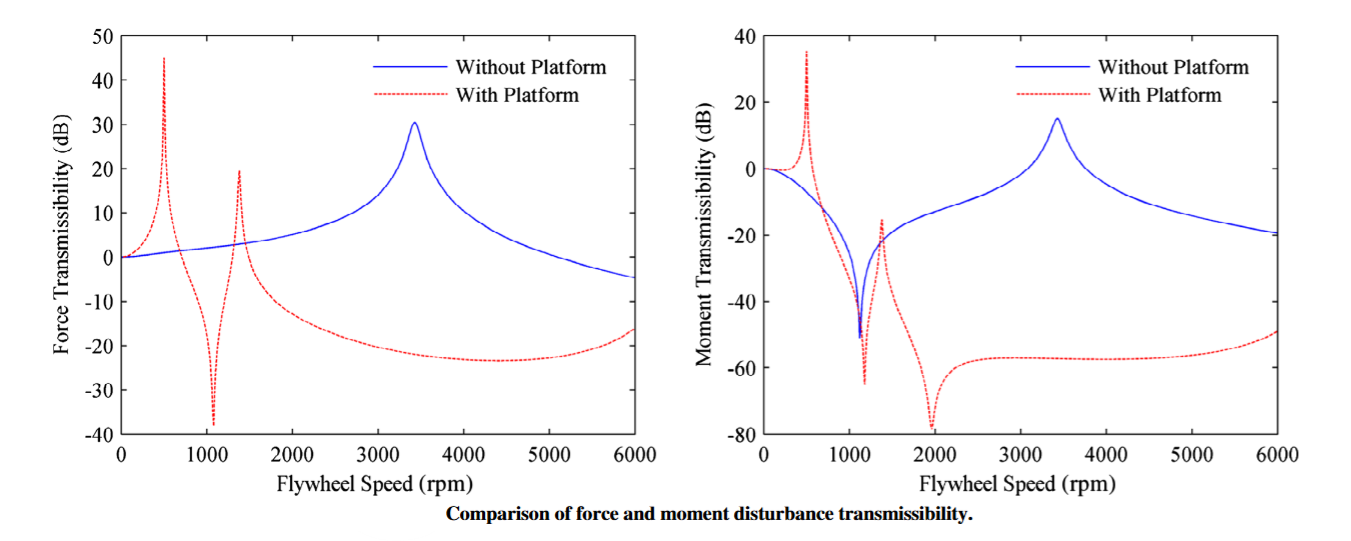 50
40
30
20
10
0
-10
-20
-30
-40
Force Transmissibility (dB)
Without Platform
With Platform
0 1000 2000 3000 4000 5000 6000
Flywheel Speed (rpm)
40
20
0
-20
-40
-60
-80
Moment Transmissibility (dB)
Without Platform
With Platform
0 1000 2000 3000 4000 5000 6000
Flywheel Speed (rpm)
Comparison of force and moment disturbance transmissibility.